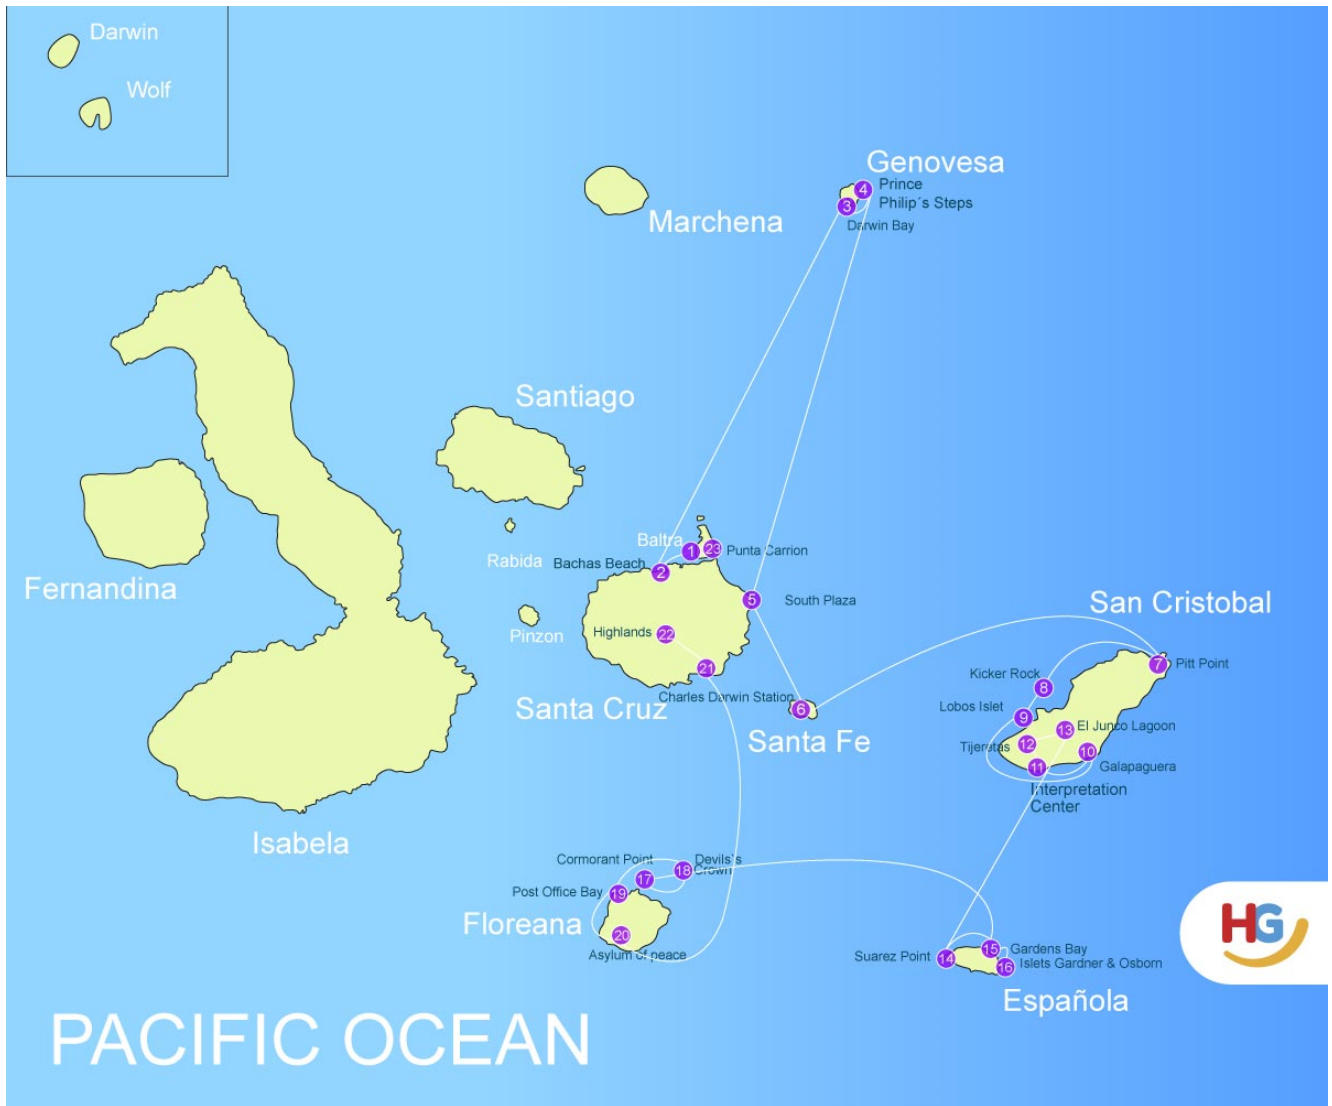 Darwin
Wolf
Genovesa
4
Prince
Philip´s Steps
3
Darwin Bay
Marchena
Santiago
Rabida
Baltra
1
23
Punta Carrion
Bachas Beach
2
Fernandina
5
South Plaza
San Cristobal
Pinzon
Highlands
22
21
Charles Darwin Station
Santa Cruz
6
Santa Fe
7
Pitt Point
Kicker Rock
8
Lobos Islet
9
13
El Junco Lagoon
Tijeretas
12
10
Galapaguera
11
Interpretation
Center
Isabela
Cormorant Point
17
18
Devils`s
Crown
Post Office Bay
19
Floreana
20
Asylum of peace
Suarez Point
14
15
Gardens Bay
16
Islets Gardner & Osborn
Española
HG
PACIFIC OCEAN